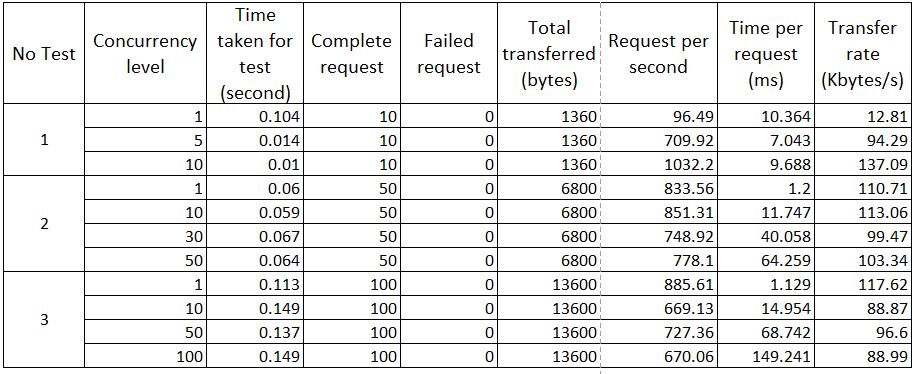 No Test Concurrency level Time taken for test (second) Complete request Failed request Total transferred (bytes) Request per second Time per request (ms) Transfer rate (Kbytes/s)
1 1 0.104 10 0 1360 96.49 10.364 12.81
5 0.014 10 0 1360 709.92 7.043 94.29
10 0.01 10 0 1360 1032.2 9.688 137.09
2 1 0.06 50 0 6800 833.56 1.2 110.71
10 0.059 50 0 6800 851.31 11.747 113.06
30 0.067 50 0 6800 748.92 40.058 99.47
50 0.064 50 0 6800 778.1 64.259 103.34
3 1 0.113 100 0 13600 885.61 1.129 117.62
10 0.149 100 0 13600 669.13 14.954 88.87
50 0.137 100 0 13600 727.36 68.742 96.6
100 0.149 100 0 13600 670.06 149.241 88.99